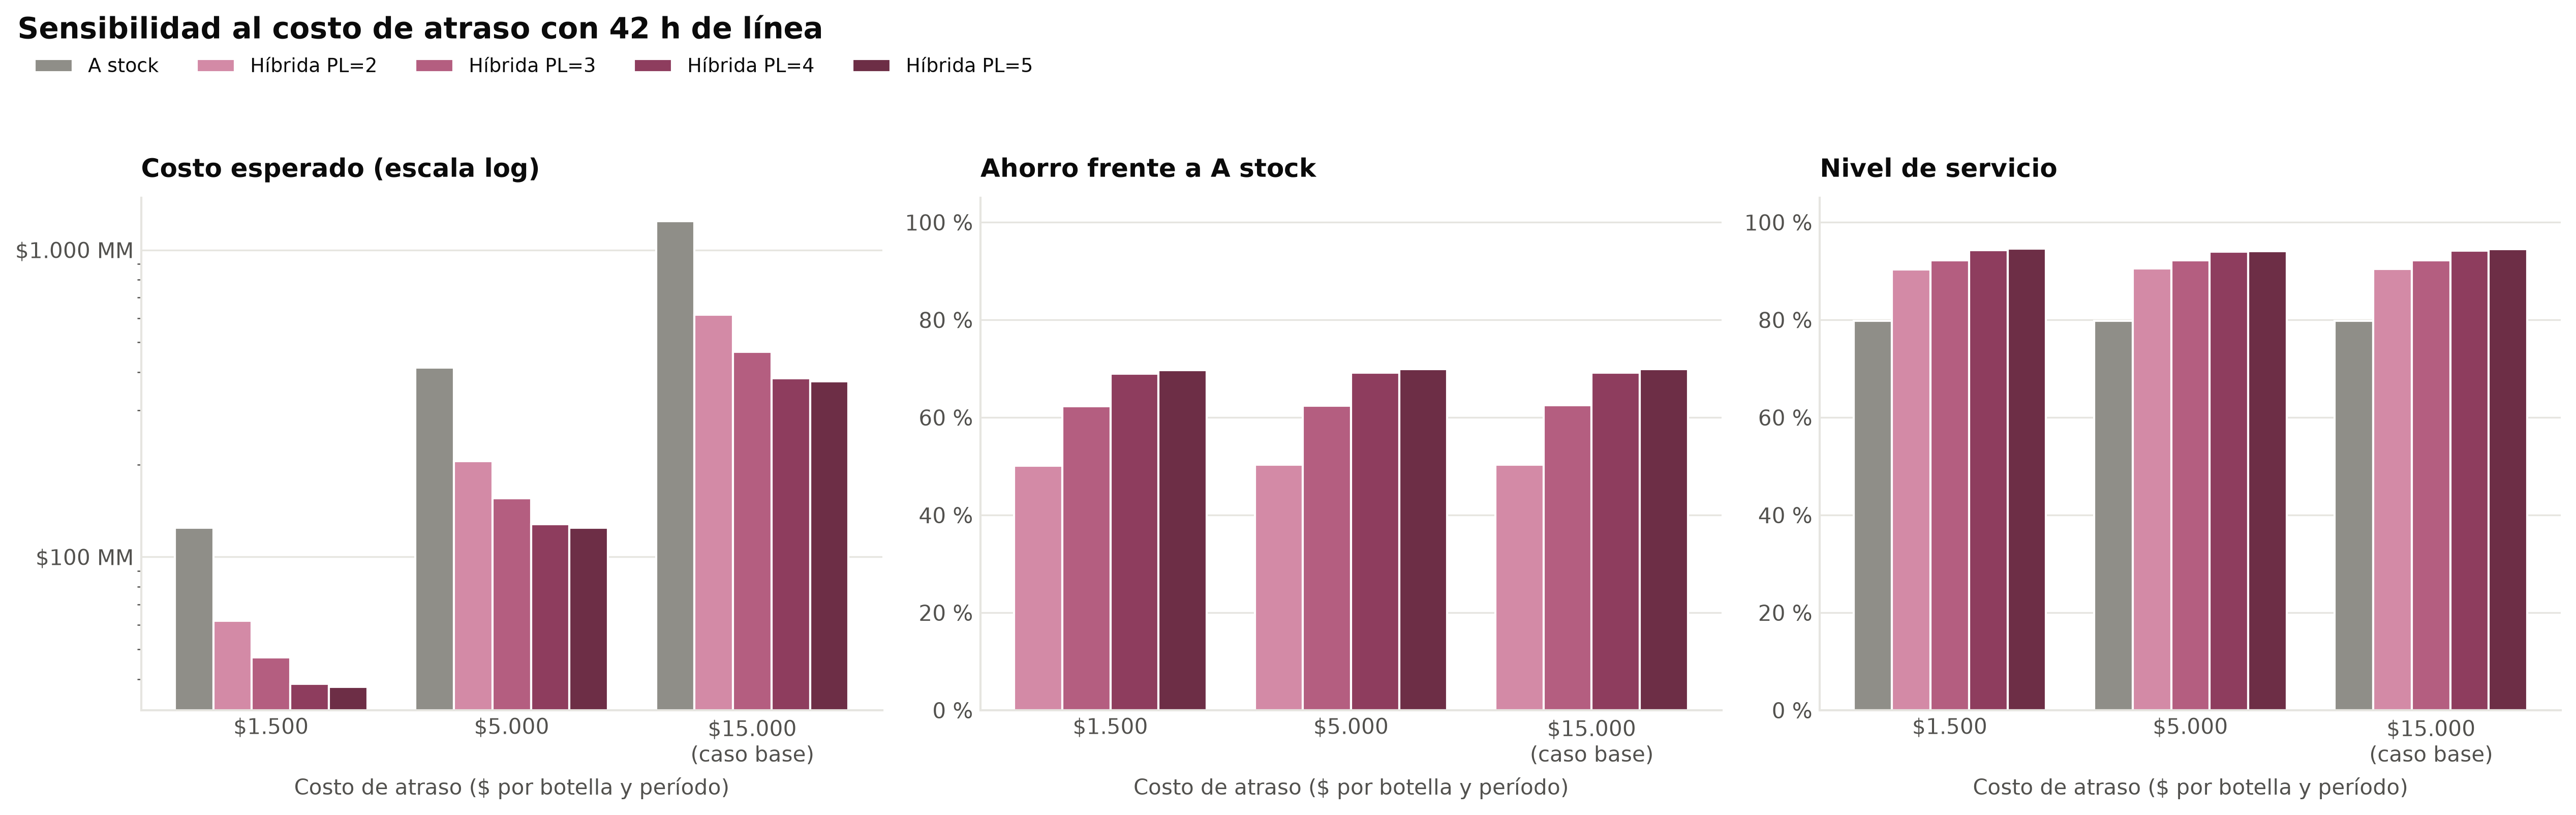 Sensibilidad al costo de atraso con 42 h de línea
A stock
Híbrida PL=2
Híbrida PL=3
Híbrida PL=4
Híbrida PL=5
Costo esperado (escala log)
$1.000 MM
$100 MM
$1.500
$5.000
$15.000
(caso base)
Costo de atraso ($ por botella y período)
Ahorro frente a A stock
100 %
80 %
60 %
40 %
20 %
0 %
$1.500
$5.000
$15.000
(caso base)
Costo de atraso ($ por botella y período)
Nivel de servicio
100 %
80 %
60 %
40 %
20 %
0 %
$1.500
$5.000
$15.000
(caso base)
Costo de atraso ($ por botella y período)